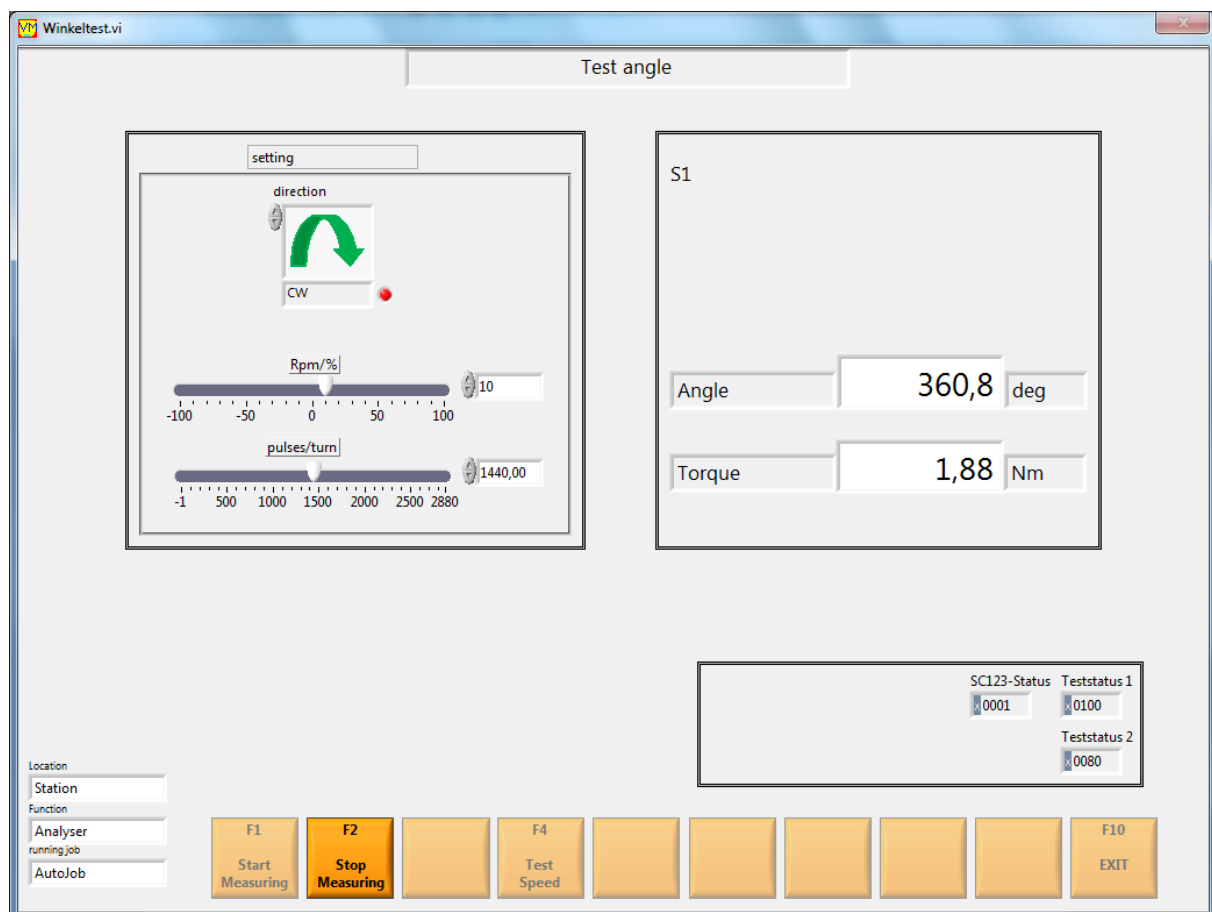 VM Winkeltest.vi
X
Test angle
setting
direction
CW
Rpm/%
10
-100 -50 0 50 100
pulses/turn
1440,00
-1 500 1000 1500 2000 2500 2880
S1
Angle 360,8 deg
Torque 1,88 Nm
SC123-Status Teststatus 1
x 0001 x 0100
Teststatus 2
x 0080
Location
Station
Function
Analyser
running job
AutoJob
F1 F2 F4 F10
Start Stop Test EXIT
Measuring Measuring Speed